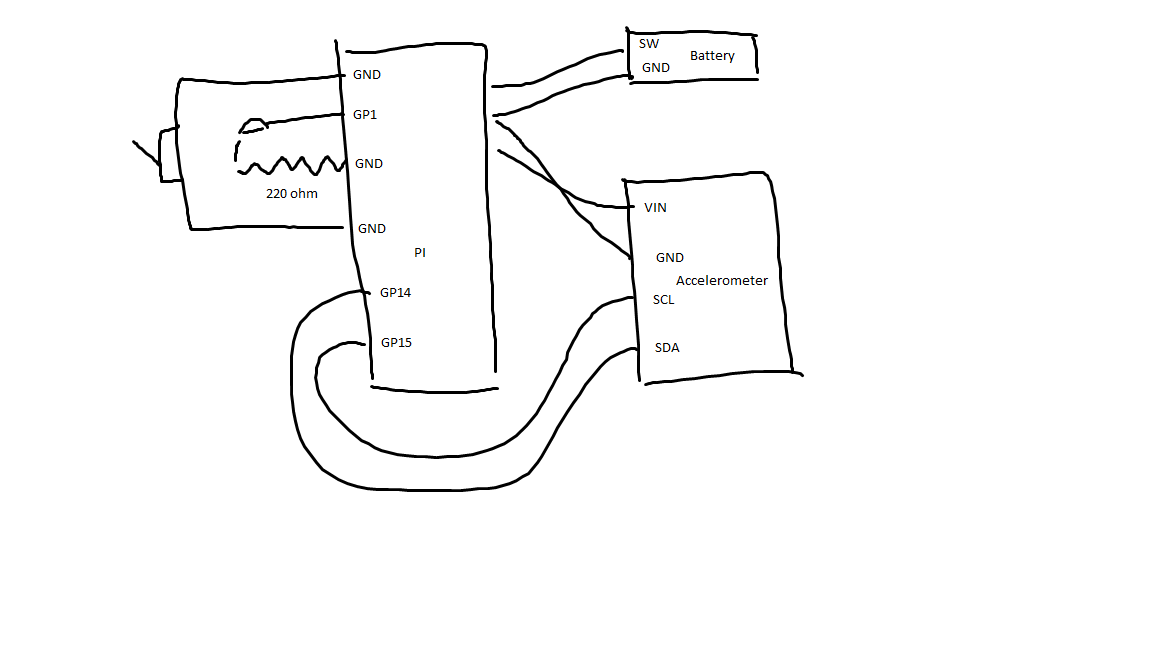 SW
Battery
GND
GND
GP1
GND
220 ohm
GND
PI
GP14
GP15
VIN
GND
Accelerometer
SCL
SDA